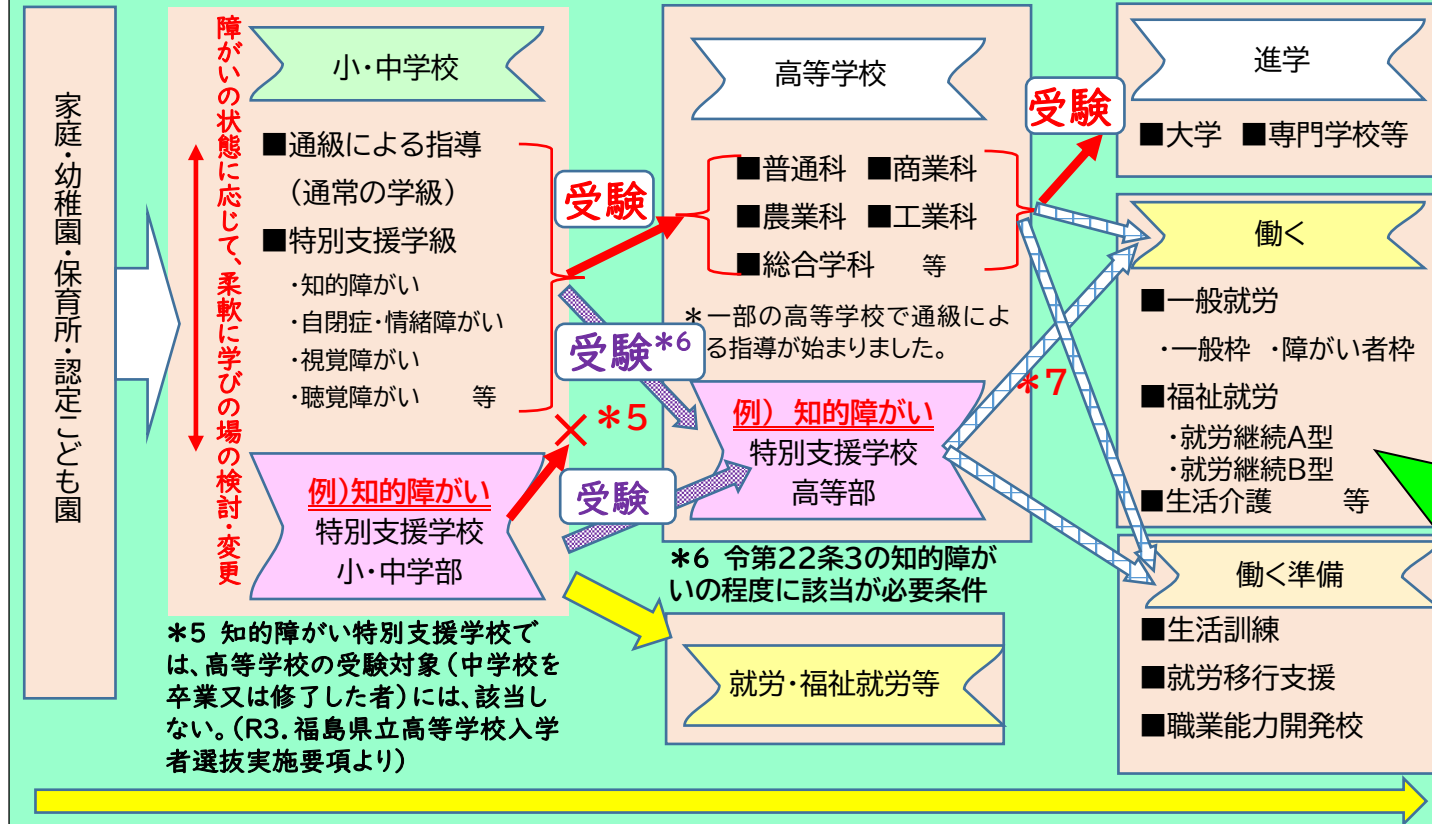 家庭・幼稚園・保育所・認定こども園
障がいの状態に応じて、柔軟に学びの場の検討・変更
小・中学校
■通級による指導
（通常の学級）
■特別支援学級
・知的障がい
・自閉症・情緒障がい
・視覚障がい
・聴覚障がい　　等
例）知的障がい
特別支援学校
小・中学部
＊5 知的障がい特別支援学校で
は、高等学校の受験対象（中学校を
卒業又は修了した者）には、該当し
ない。（R3.福島県立高等学校入学
者選抜実施要項より）
受験
受験＊6
×＊5
受験
高等学校
■普通科　■商業科
■農業科　■工業科
■総合学科　　等
＊一部の高等学校で通級によ
る指導が始まりました。
例） 知的障がい
特別支援学校
高等部
＊6 令第22条3の知的障が
いの程度に該当が必要条件
就労・福祉就労等
受験
＊7
進学
■大学　■専門学校等
働く
■一般就労
・一般枠　・障がい者枠
■福祉就労
・就労継続A型
・就労継続B型
■生活介護　　等
働く準備
■生活訓練
■就労移行支援
■職業能力開発校